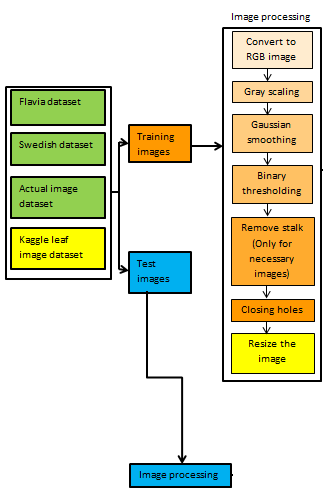 Image processing
Convert to
RGB image
Gray scaling
Gaussian
smoothing
Binary
thresholding
Remove stalk
(Only for
necessary
images)
Closing holes
Resize the
image
Flavia dataset
Swedish dataset
Actual image
dataset
Kaggle leaf
image dataset
Training
images
Test
images
Image processing